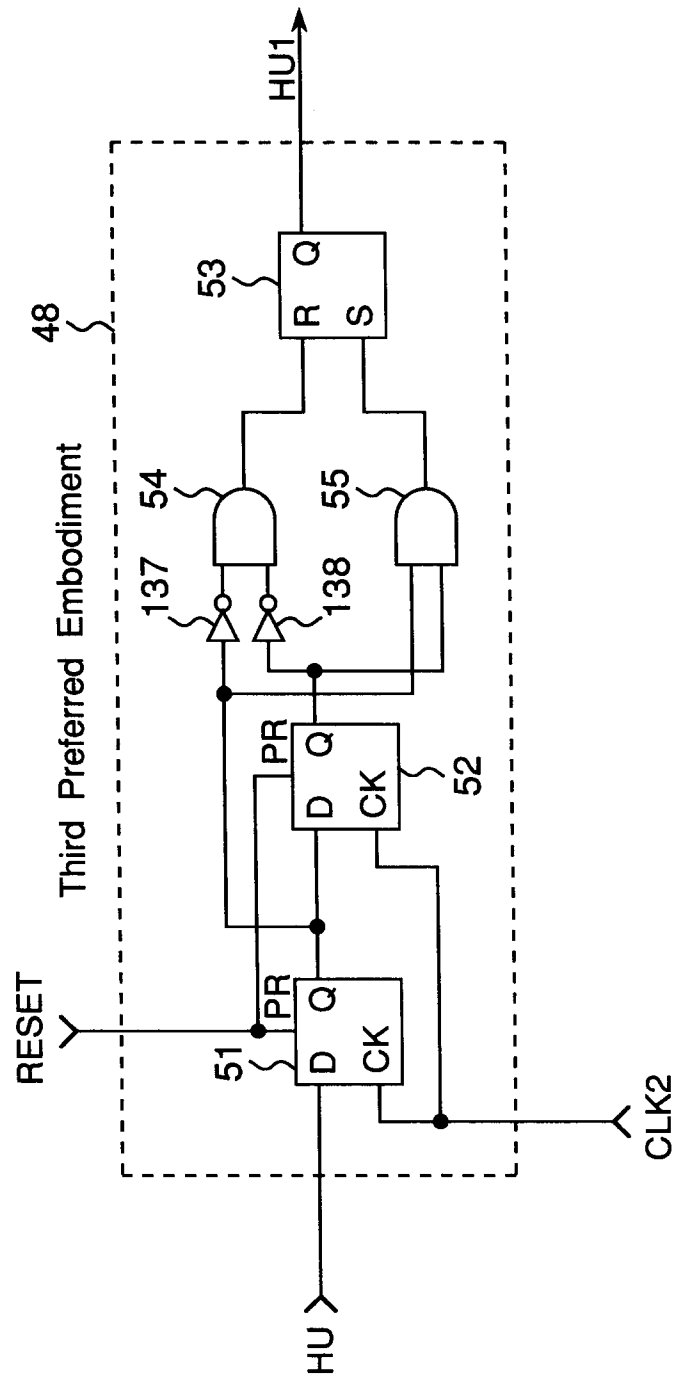 Third Preferred Embodiment
48
RESET
HU
51
D
PR
Q
CK
D
PR
Q
CK
52
137
138
54
55
53
R
Q
S
HU1
CLK2